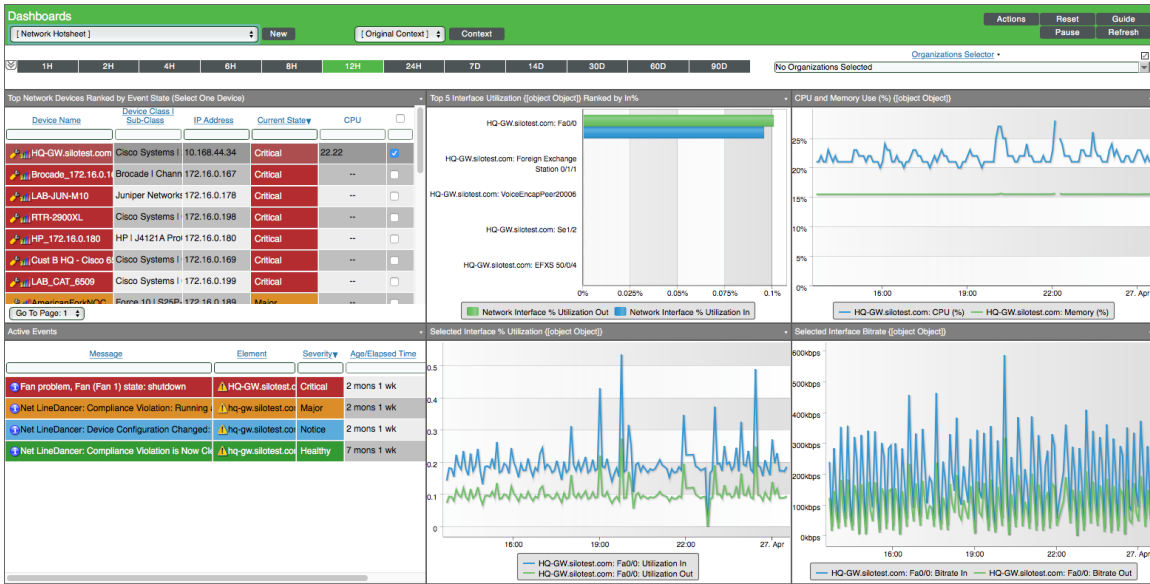 Dashboards
[ Network Hotsheet ] New [ Original Context ] Context
Actions Reset Guide
Pause Refresh
1H 2H 4H 6H 8H 12H 24H 7D 14D 30D 60D 90D
Organizations Selector
No Organizations Selected
Top Network Devices Ranked by Event State (Select One Device)
Device Name Device Class | Sub-Class IP Address Current State CPU
HQ-GW.silotest.com Cisco Systems | 10.168.44.34 Critical 22.22
Brocade_172.16.0.1 Brocade | Chann 172.16.0.167 Critical --
LAB-JUN-M10 Juniper Networks 172.16.0.178 Critical --
RTR-2900XL Cisco Systems | 172.16.0.198 Critical --
HP_172.16.0.180 HP | J4121A Pro 172.16.0.180 Critical --
Cust B HQ - Cisco 6 Cisco Systems | 172.16.0.169 Critical --
LAB_CAT_6509 Cisco Systems | 172.16.0.199 Critical --
AmericanForkNOC Force 10 | S25P- 172.16.0.189 Major --
Go To Page: 1
Top 5 Interface Utilization {[object Object]} Ranked by In%
HQ-GW.silotest.com: Fa0/0
HQ-GW.silotest.com: Foreign Exchange
Station 0/1/1
HQ-GW.silotest.com: VoiceEncapPeer20006
HQ-GW.silotest.com: Se1/2
HQ-GW.silotest.com: EFXS 50/0/4
0% 0.025% 0.05% 0.075% 0.1%
Network Interface % Utilization Out Network Interface % Utilization In
CPU and Memory Use (%) {[object Object]}
25%
20%
15%
10%
5%
0%
16:00 19:00 22:00 27. Apr
HQ-GW.silotest.com: CPU (%) HQ-GW.silotest.com: Memory (%)
Active Events
Message Element Severity Age/Elapsed Time
Fan problem, Fan (Fan 1) state: shutdown HQ-GW.silotest.c Critical 2 mons 1 wk
Net LineDancer: Compliance Violation: Running hq-gw.silotest.co Major 2 mons 1 wk
Net LineDancer: Device Configuration Changed: hq-gw.silotest.co Notice 2 mons 1 wk
Net LineDancer: Compliance Violation is Now Cl hq-gw.silotest.co Healthy 7 mons 1 wk
Selected Interface % Utilization {[object Object]}
0.5
0.4
0.3
0.2
0.1
0
16:00 19:00 22:00 27. Apr
HQ-GW.silotest.com: Fa0/0: Utilization In
HQ-GW.silotest.com: Fa0/0: Utilization Out
Selected Interface Bitrate {[object Object]}
600kbps
500kbps
400kbps
300kbps
200kbps
100kbps
0kbps
16:00 19:00 22:00 27. Apr
HQ-GW.silotest.com: Fa0/0: Bitrate In HQ-GW.silotest.com: Fa0/0: Bitrate Out